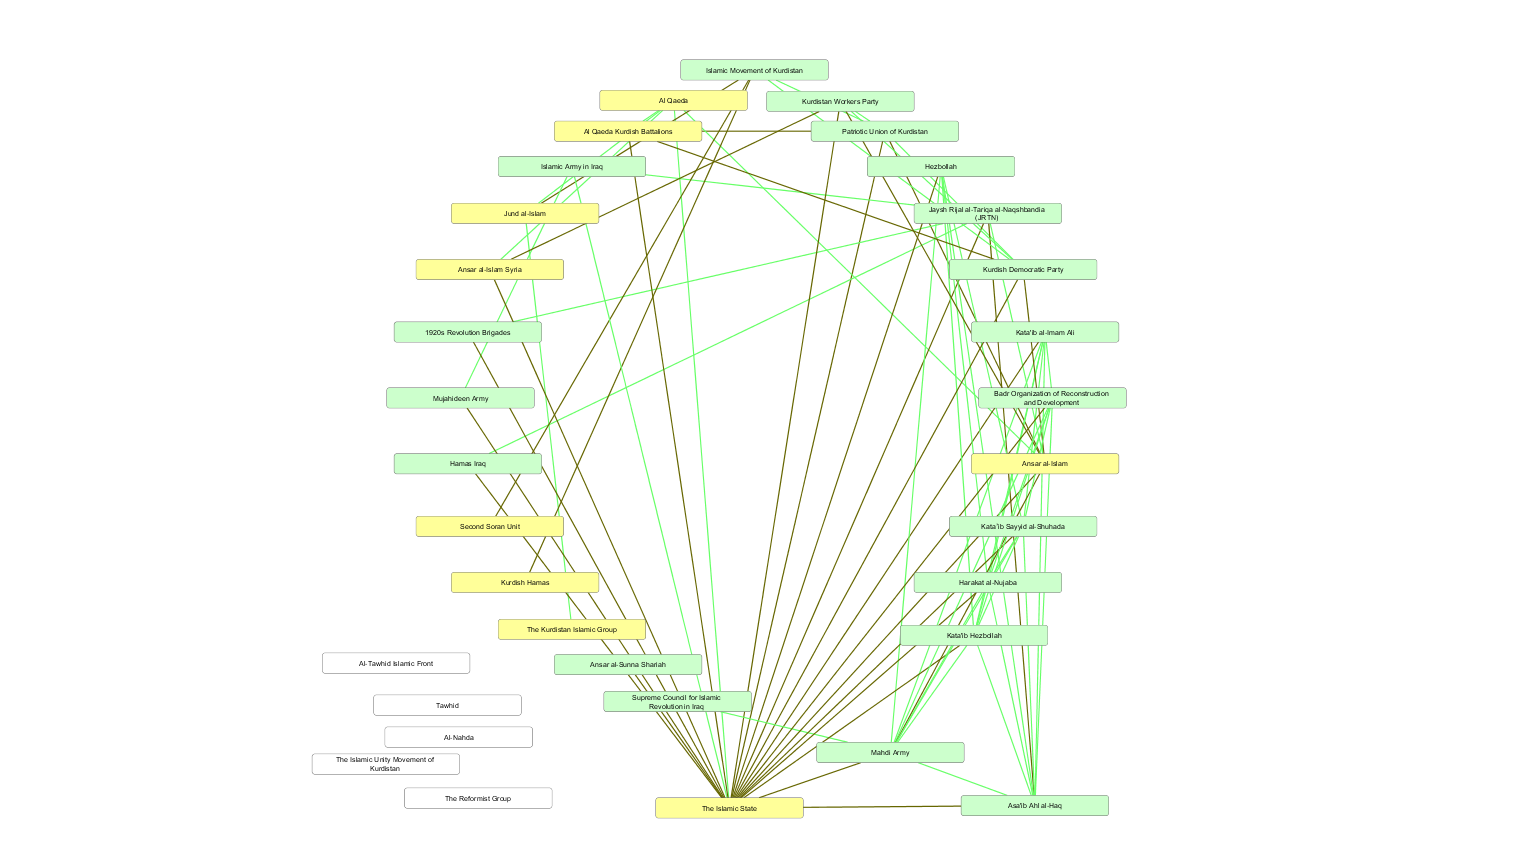 Islamic Movement of Kurdistan
Al Qaeda
Kurdistan Workers Party
Al Qaeda Kurdish Battalions
Patriotic Union of Kurdistan
Islamic Army in Iraq
Hezbollah
Jund al-Islam
Jaysh Rijal al-Tariqa al-Naqshbandia
(JRTN)
Ansar al-Islam Syria
Kurdish Democratic Party
1920s Revolution Brigades
Kata'ib al-Imam Ali
Mujahideen Army
Badr Organization of Reconstruction
and Development
Hamas Iraq
Ansar al-Islam
Second Soran Unit
Kata'ib Sayyid al-Shuhada
Kurdish Hamas
Harakat al-Nujaba
The Kurdistan Islamic Group
Kata'ib Hezbollah
Al-Tawhid Islamic Front
Ansar al-Sunna Shariah
Supreme Council for Islamic
Revolution in Iraq
Tawhid
Al-Nahda
Mahdi Army
The Islamic Unity Movement of
Kurdistan
The Reformist Group
The Islamic State
Asa'ib Ahl al-Haq